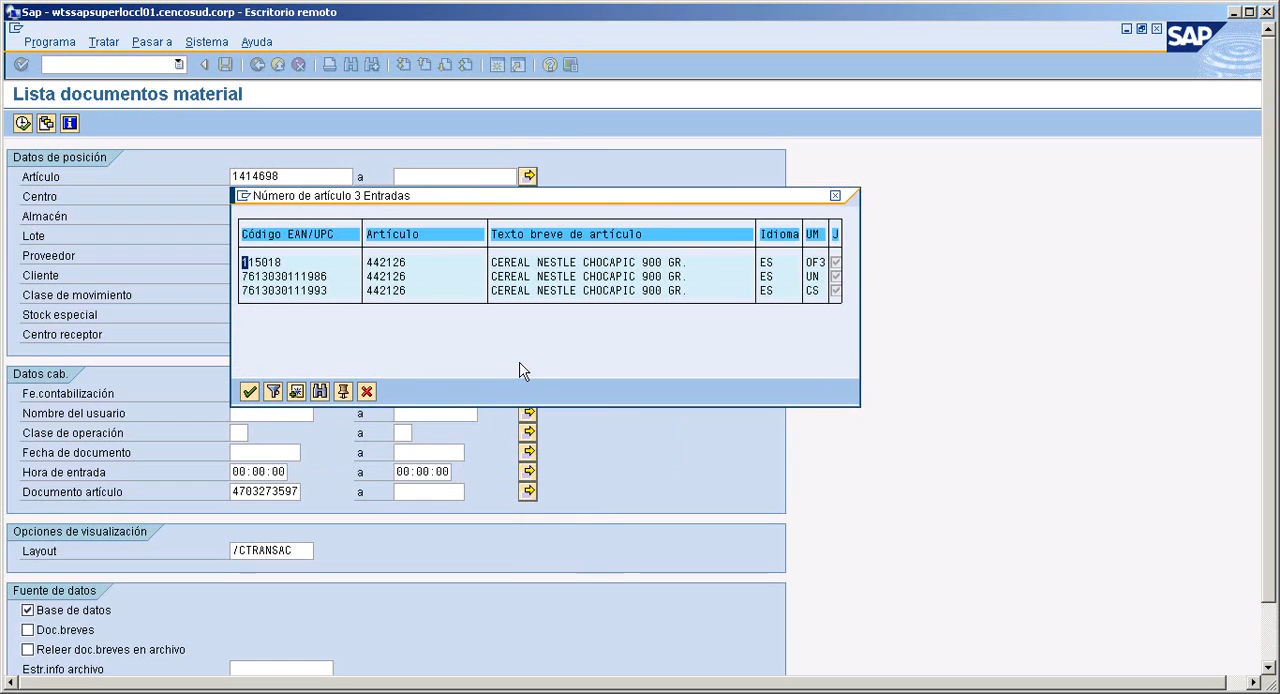 Sap - wtssapsuperloccl01.cencosud.corp - Escritorio remoto
Programa Tratar Pasar a Sistema Ayuda
SAP
Lista documentos material
Datos de posición
Artículo 1414698 a
Centro
Almacén
Lote
Proveedor
Cliente
Clase de movimiento
Stock especial
Centro receptor
Número de artículo 3 Entradas
Código EAN/UPC Artículo Texto breve de artículo Idioma UM J
115018 442126 CEREAL NESTLE CHOCAPIC 900 GR. ES OF3
7613030111986 442126 CEREAL NESTLE CHOCAPIC 900 GR. ES UN
7613030111993 442126 CEREAL NESTLE CHOCAPIC 900 GR. ES CS
Datos cab.
Fe.contabilización
Nombre del usuario a
Clase de operación a
Fecha de documento a
Hora de entrada 00:00:00 a 00:00:00
Documento artículo 4703273597 a
Opciones de visualización
Layout /CTRANSAC
Fuente de datos
Base de datos
Doc.breves
Releer doc.breves en archivo
Estr.info archivo